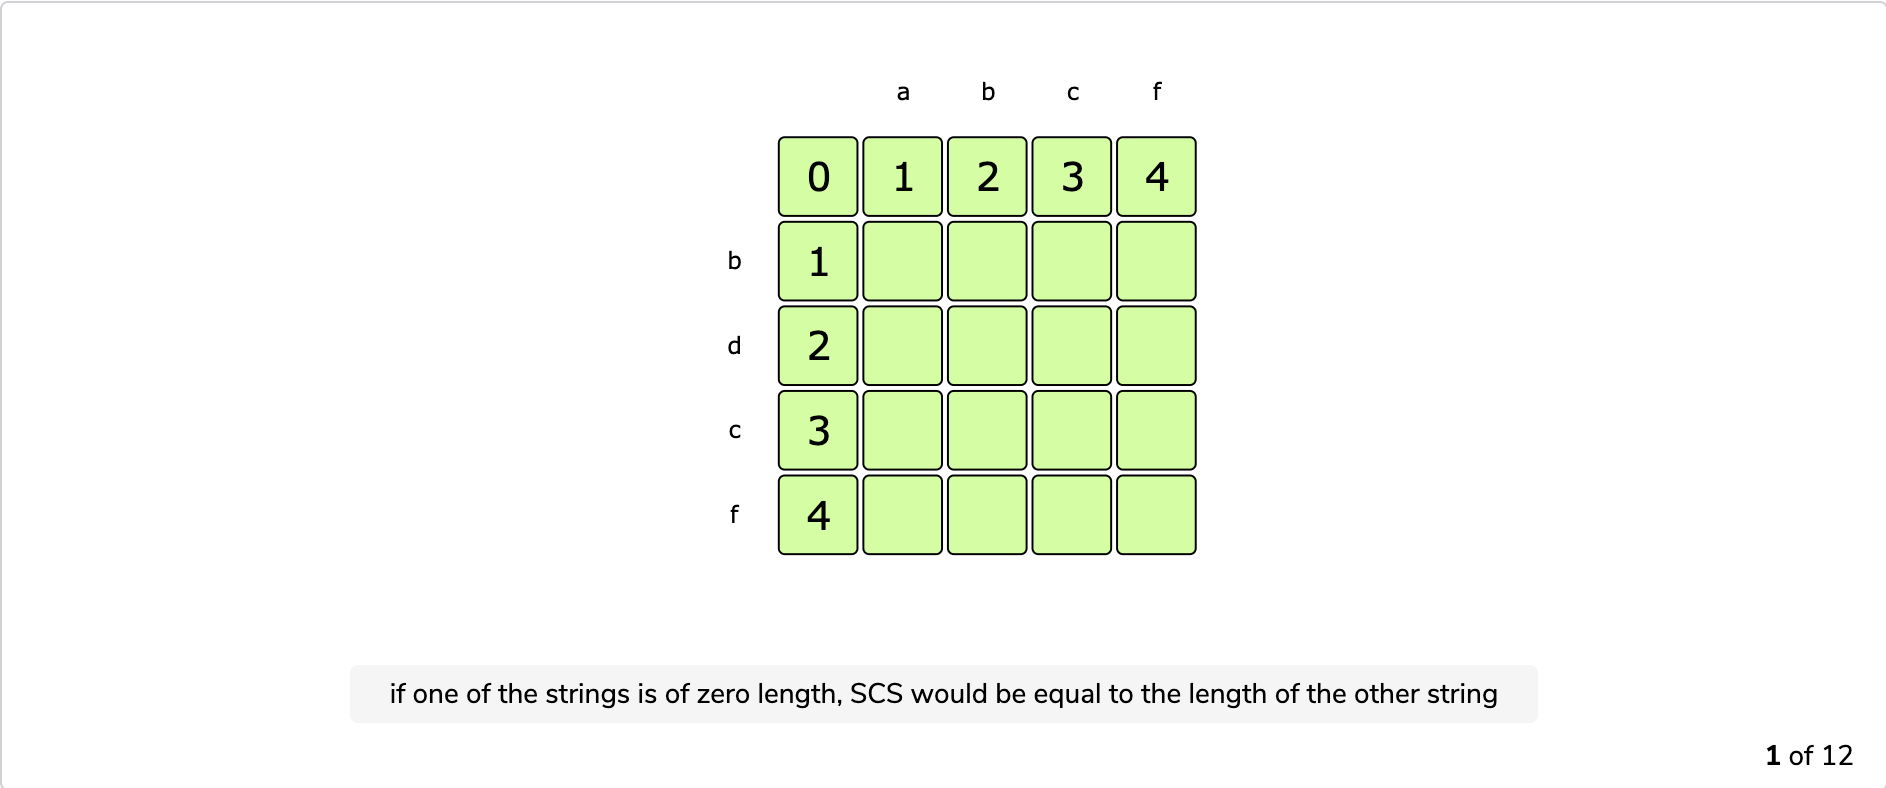 a b c f
0 1 2 3 4
b 1
d 2
c 3
f 4
if one of the strings is of zero length, SCS would be equal to the length of the other string
1 of 12